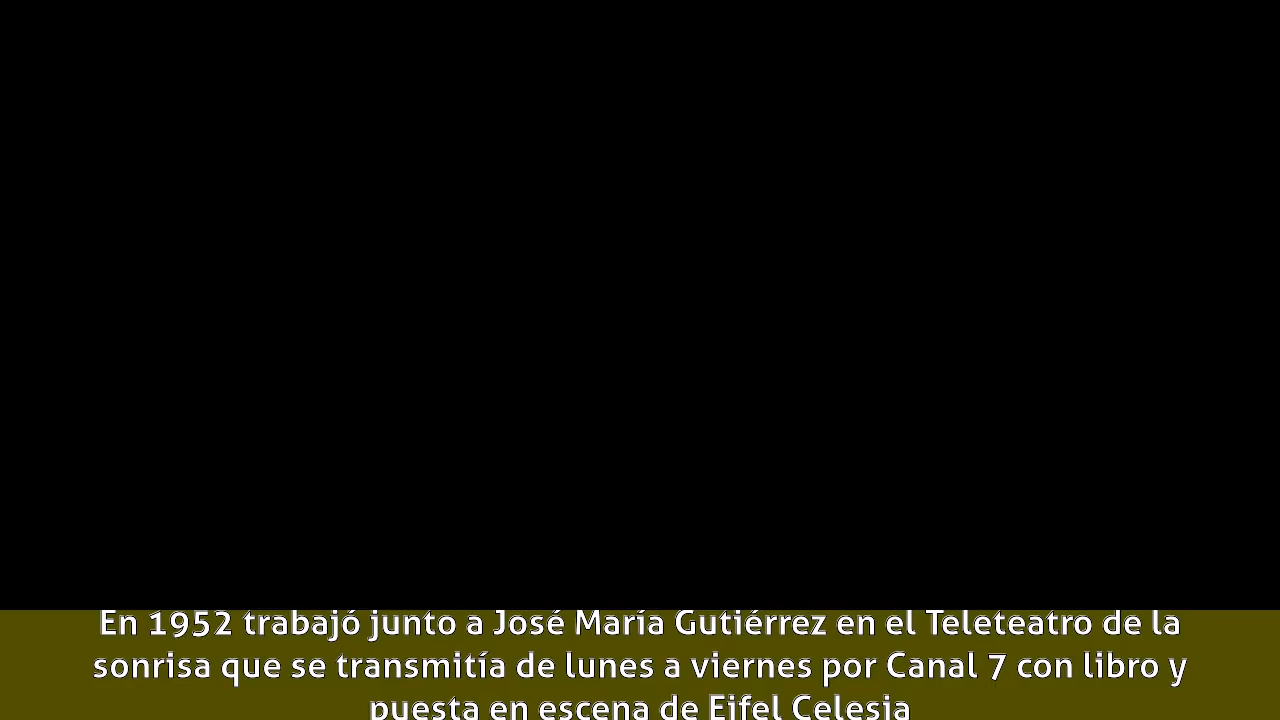 En 1952 trabajó junto a José María Gutiérrez en el Teleteatro de la
sonrisa que se transmitía de lunes a viernes por Canal 7 con libro y
puesta en escena de Eifel Celesia